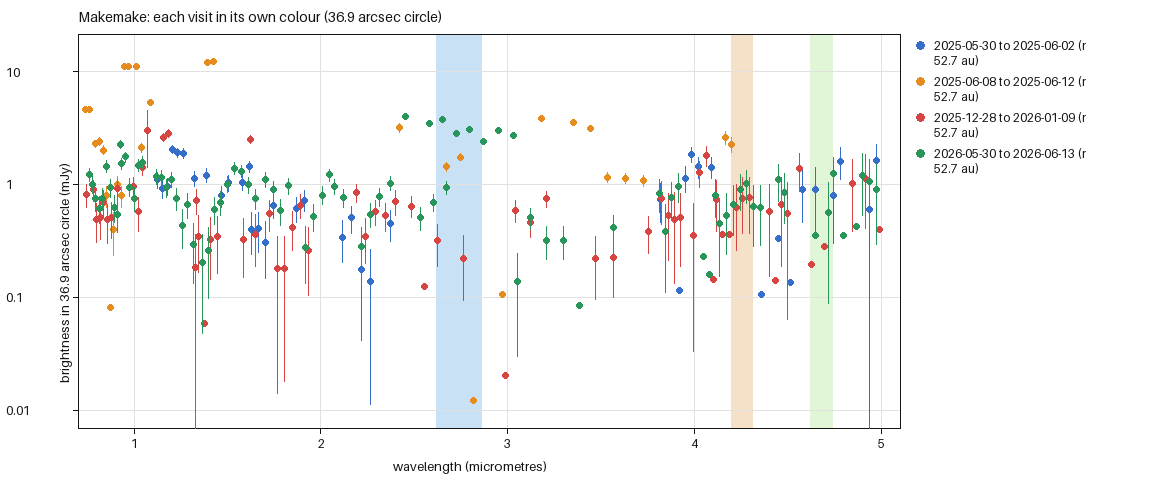 Makemake: each visit in its own colour (36.9 arcsec circle)
brightness in 36.9 arcsec circle (mJy)
10
1
0.1
0.01
1
2
3
4
5
wavelength (micrometres)
2025-05-30 to 2025-06-02 (r
52.7 au)
2025-06-08 to 2025-06-12 (r
52.7 au)
2025-12-28 to 2026-01-09 (r
52.7 au)
2026-05-30 to 2026-06-13 (r
52.7 au)